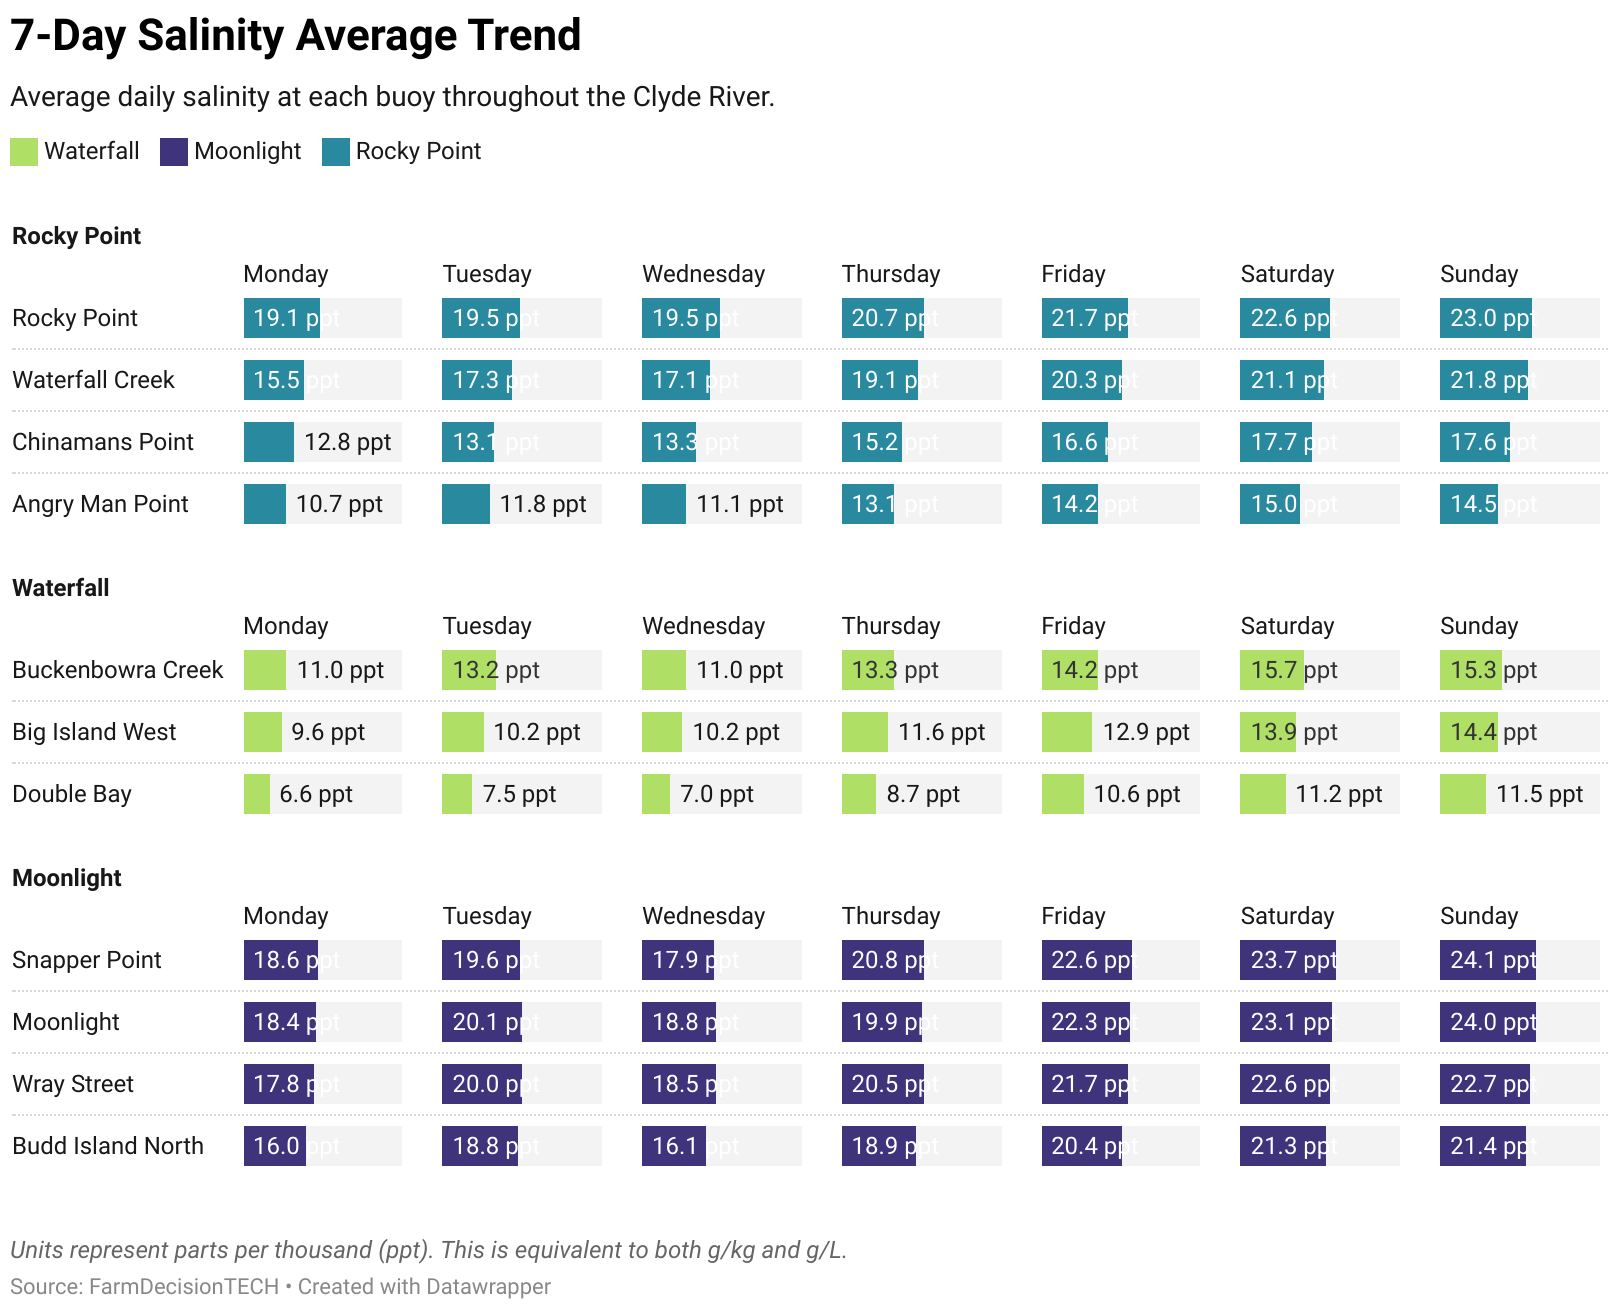 7-Day Salinity Average Trend
Average daily salinity at each buoy throughout the Clyde River.
Waterfall Moonlight Rocky Point
Rocky Point
Monday Tuesday Wednesday Thursday Friday Saturday Sunday
Rocky Point 19.1 ppt 19.5 ppt 19.5 ppt 20.7 ppt 21.7 ppt 22.6 ppt 23.0 ppt
Waterfall Creek 15.5 ppt 17.3 ppt 17.1 ppt 19.1 ppt 20.3 ppt 21.1 ppt 21.8 ppt
Chinamans Point 12.8 ppt 13.1 ppt 13.3 ppt 15.2 ppt 16.6 ppt 17.7 ppt 17.6 ppt
Angry Man Point 10.7 ppt 11.8 ppt 11.1 ppt 13.1 ppt 14.2 ppt 15.0 ppt 14.5 ppt
Waterfall
Monday Tuesday Wednesday Thursday Friday Saturday Sunday
Buckenbowra Creek 11.0 ppt 13.2 ppt 11.0 ppt 13.3 ppt 14.2 ppt 15.7 ppt 15.3 ppt
Big Island West 9.6 ppt 10.2 ppt 10.2 ppt 11.6 ppt 12.9 ppt 13.9 ppt 14.4 ppt
Double Bay 6.6 ppt 7.5 ppt 7.0 ppt 8.7 ppt 10.6 ppt 11.2 ppt 11.5 ppt
Moonlight
Monday Tuesday Wednesday Thursday Friday Saturday Sunday
Snapper Point 18.6 ppt 19.6 ppt 17.9 ppt 20.8 ppt 22.6 ppt 23.7 ppt 24.1 ppt
Moonlight 18.4 ppt 20.1 ppt 18.8 ppt 19.9 ppt 22.3 ppt 23.1 ppt 24.0 ppt
Wray Street 17.8 ppt 20.0 ppt 18.5 ppt 20.5 ppt 21.7 ppt 22.6 ppt 22.7 ppt
Budd Island North 16.0 ppt 18.8 ppt 16.1 ppt 18.9 ppt 20.4 ppt 21.3 ppt 21.4 ppt
Units represent parts per thousand (ppt). This is equivalent to both g/kg and g/L.
Source: FarmDecisionTECH • Created with Datawrapper